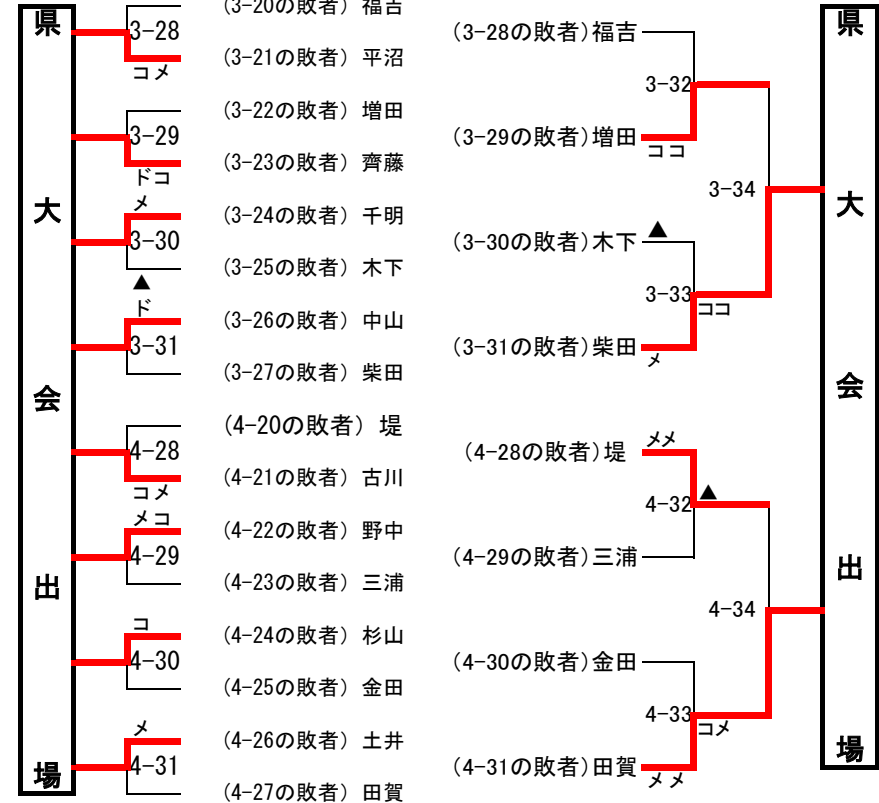 県大会出場
(3-20の敗者) 福吉
3-28
(3-21の敗者) 平沼
コメ
(3-22の敗者) 増田
3-29
(3-23の敗者) 齊藤
ドコ
メ
(3-24の敗者) 千明
3-30
(3-25の敗者) 木下
▲
ド
(3-26の敗者) 中山
3-31
(3-27の敗者) 柴田
(4-20の敗者) 堤
4-28
(4-21の敗者) 古川
コメ
メコ
(4-22の敗者) 野中
4-29
(4-23の敗者) 三浦
コ
(4-24の敗者) 杉山
4-30
(4-25の敗者) 金田
メ
(4-26の敗者) 土井
4-31
(4-27の敗者) 田賀
(3-28の敗者)福吉
3-32
(3-29の敗者)増田
ココ
3-34
(3-30の敗者)木下
▲
3-33
ココ
(3-31の敗者)柴田
メ
(4-28の敗者)堤
メメ
4-32
▲
(4-29の敗者)三浦
4-34
(4-30の敗者)金田
4-33
コメ
(4-31の敗者)田賀
メメ
県大会出場